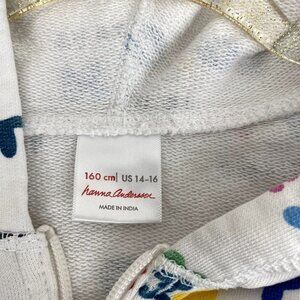 160 cm| US 14-16
hanna andersson
MADE IN INDIA